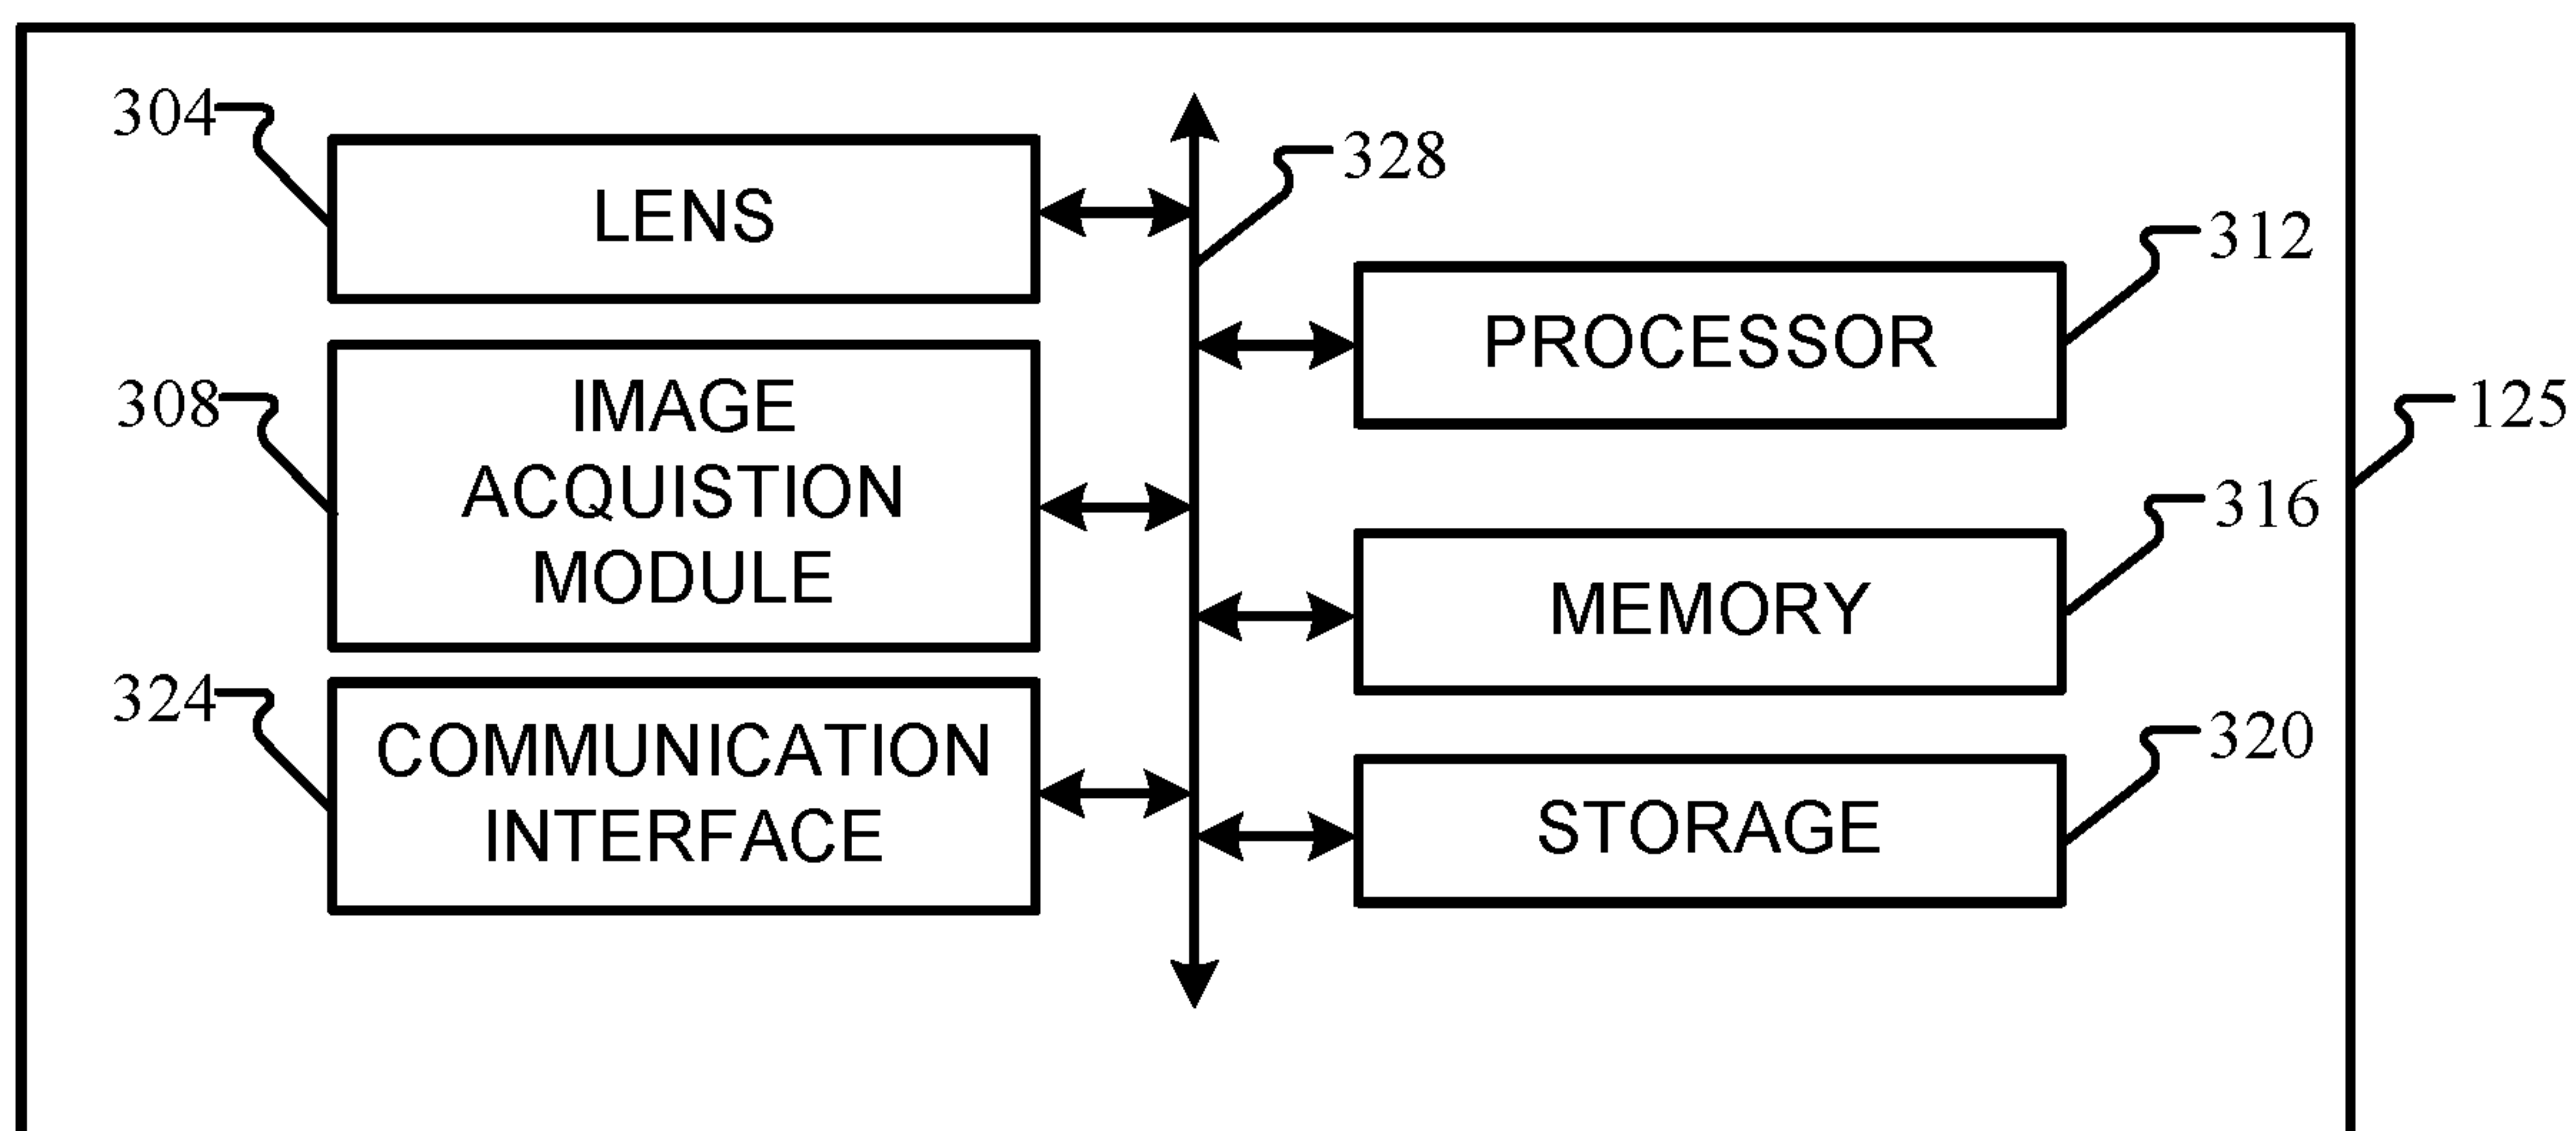 304
LENS
328
312
PROCESSOR
308
IMAGE
ACQUISTION
MODULE
125
316
MEMORY
324
COMMUNICATION
INTERFACE
320
STORAGE